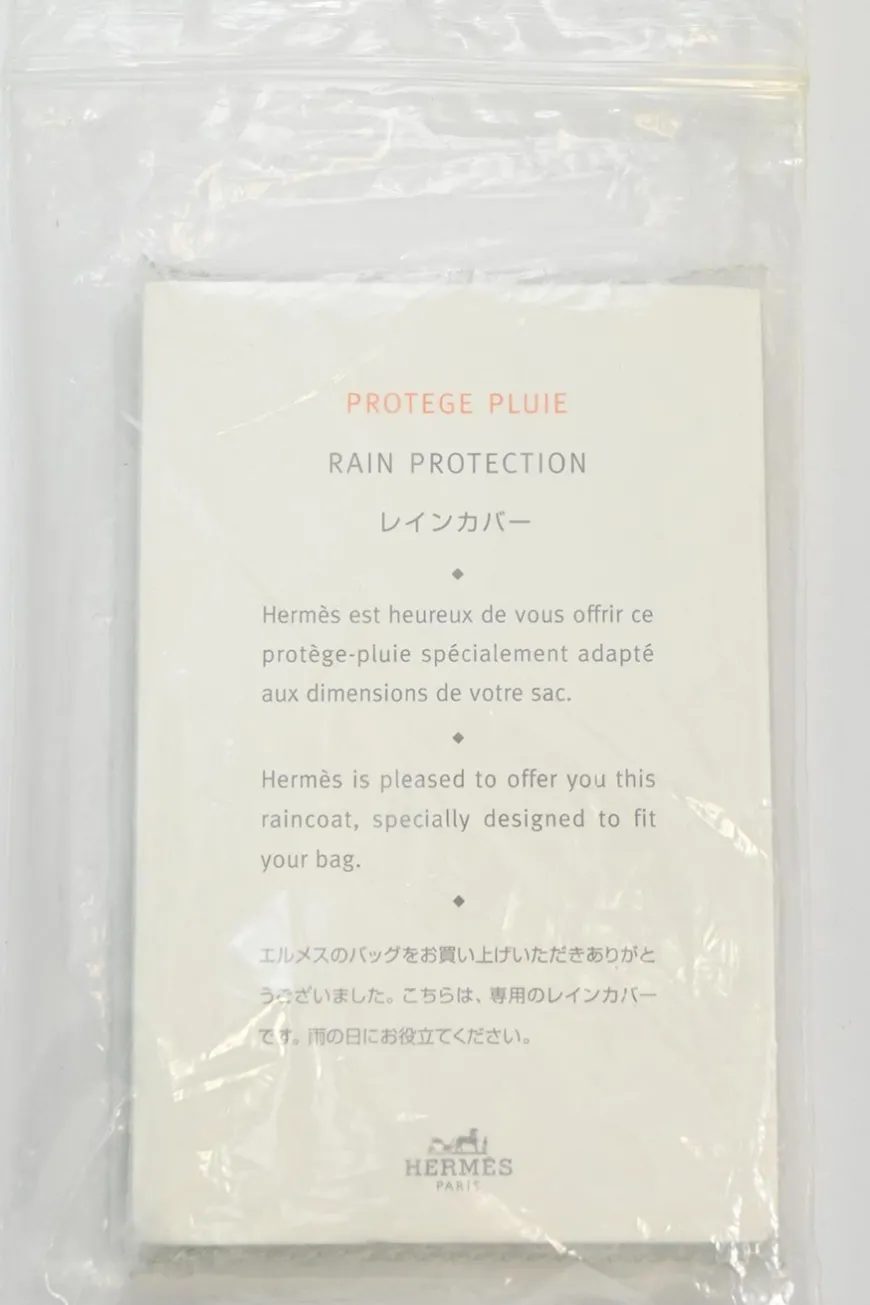 PROTEGE PLUIE
RAIN PROTECTION
レインカバー
Hermès est heureux de vous offrir ce
protège-pluie spécialement adapté
aux dimensions de votre sac.
Hermès is pleased to offer you this
raincoat, specially designed to fit
your bag.
エルメスのバッグをお買い上げいただきありがと
うございました。こちらは、専用のレインカバー
です。雨の日にお役立てください。
HERMÈS
PARIS